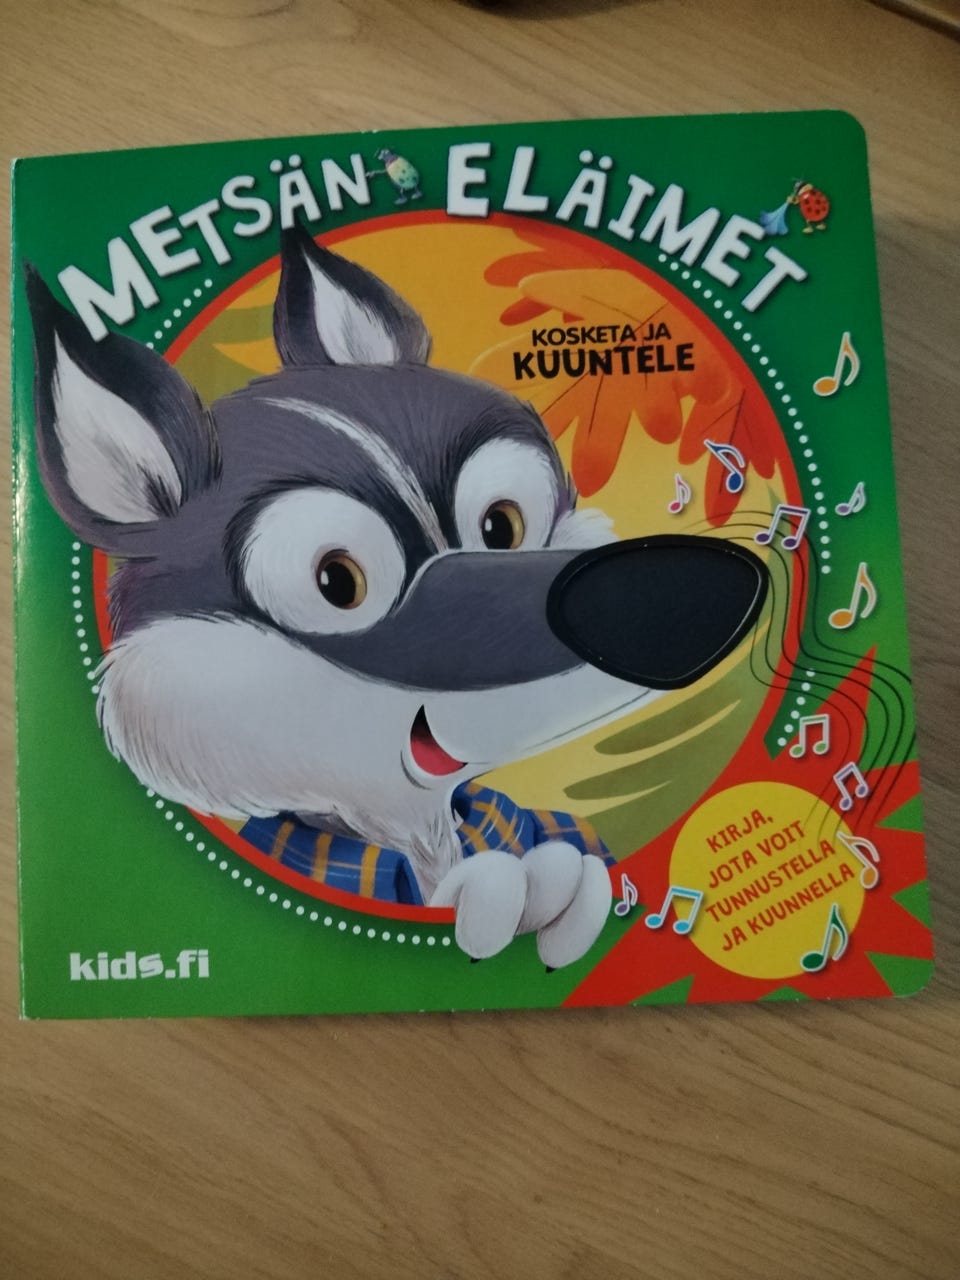 METSÄN ELÄIMET
KOSKETA JA
KUUNTELE
KIRJA,
JOTA VOIT
TUNNUSTELLA
JA KUUNNELLA
kids.fi